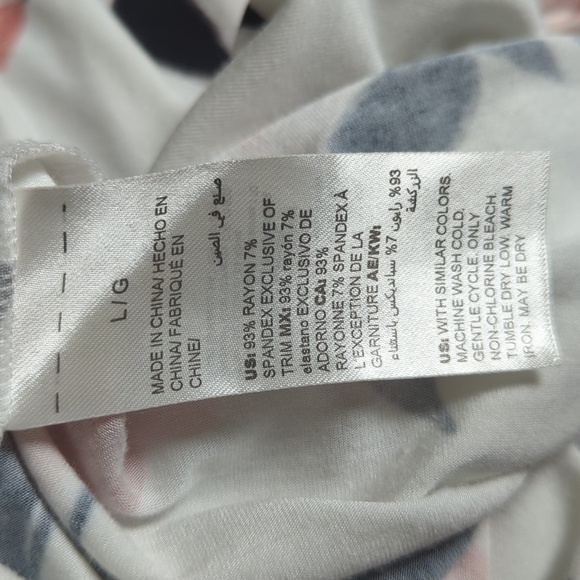 L/G
MADE IN CHINA/ HECHO EN
CHINA/ FABRIQUE EN
CHINE/
صنع في الصين
US: 93% RAYON 7%
SPANDEX EXCLUSIVE OF
TRIM MX: 93% rayón 7%
elastano EXCLUSIVO DE
ADORNO CA: 93%
RAYONNE 7% SPANDEX À
L'EXCEPTION DE LA
GARNITURE AE/KW:
93% رايون 7% سبانديكس باستثناء
الزركشة
US: WITH SIMILAR COLORS.
MACHINE WASH COLD,
GENTLE CYCLE. ONLY
NON-CHLORINE BLEACH.
TUMBLE DRY LOW WARM
IRON. MAY BE DRY